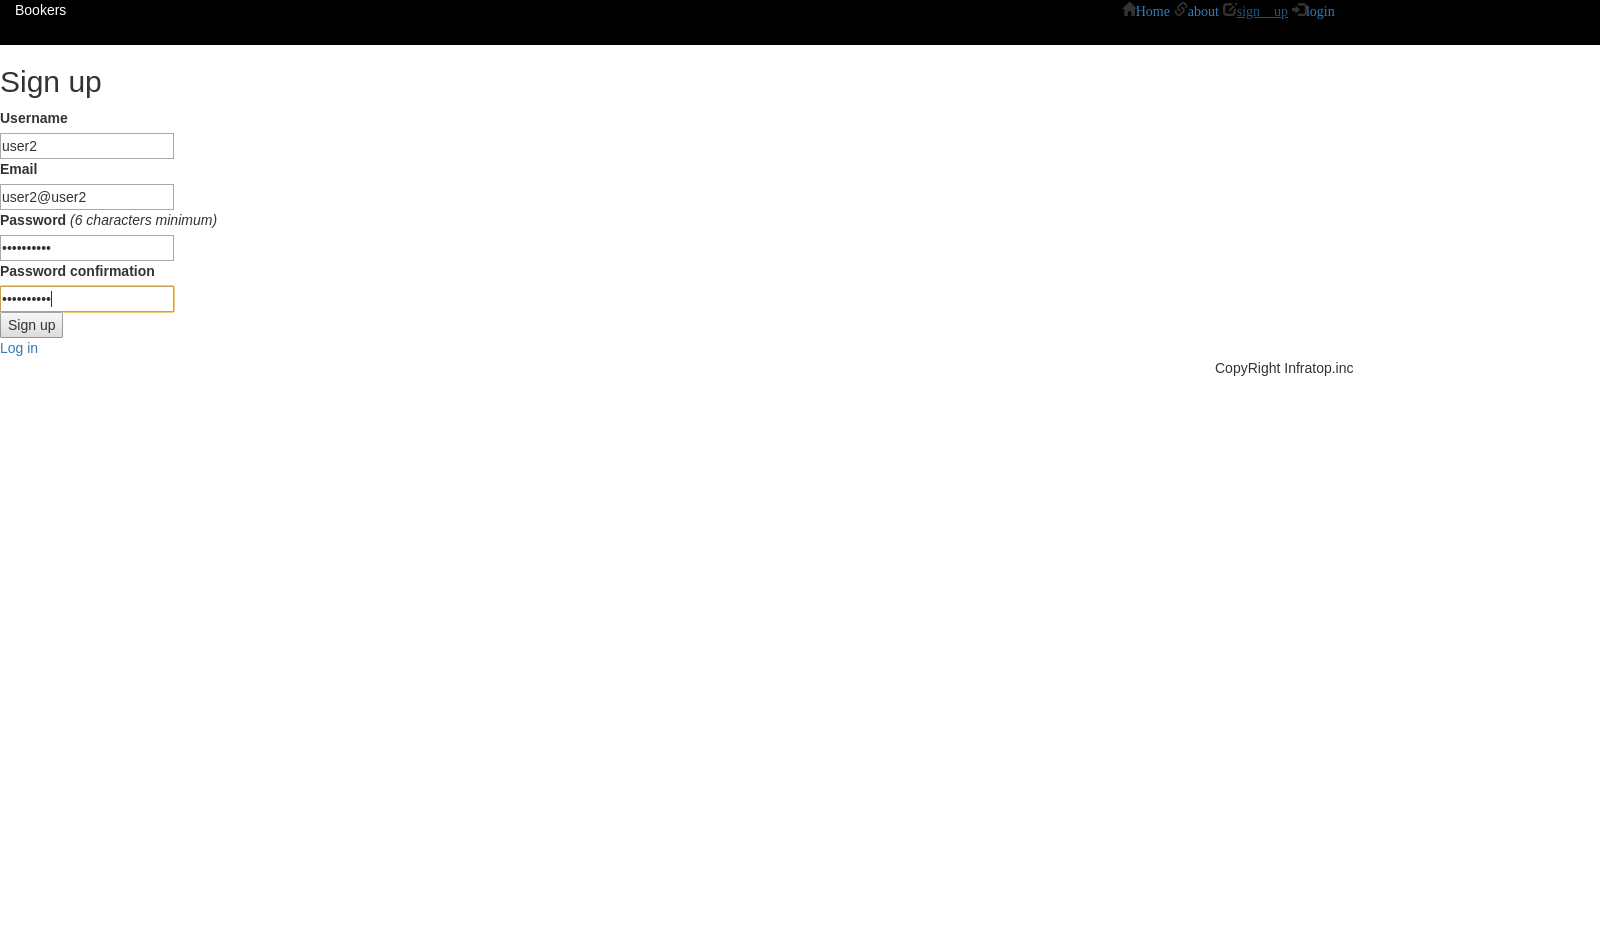 Bookers Home about sign up login
Sign up
Username
user2
Email
user2@user2
Password (6 characters minimum)
••••••••••
Password confirmation
••••••••••
Sign up
Log in
CopyRight Infratop.inc